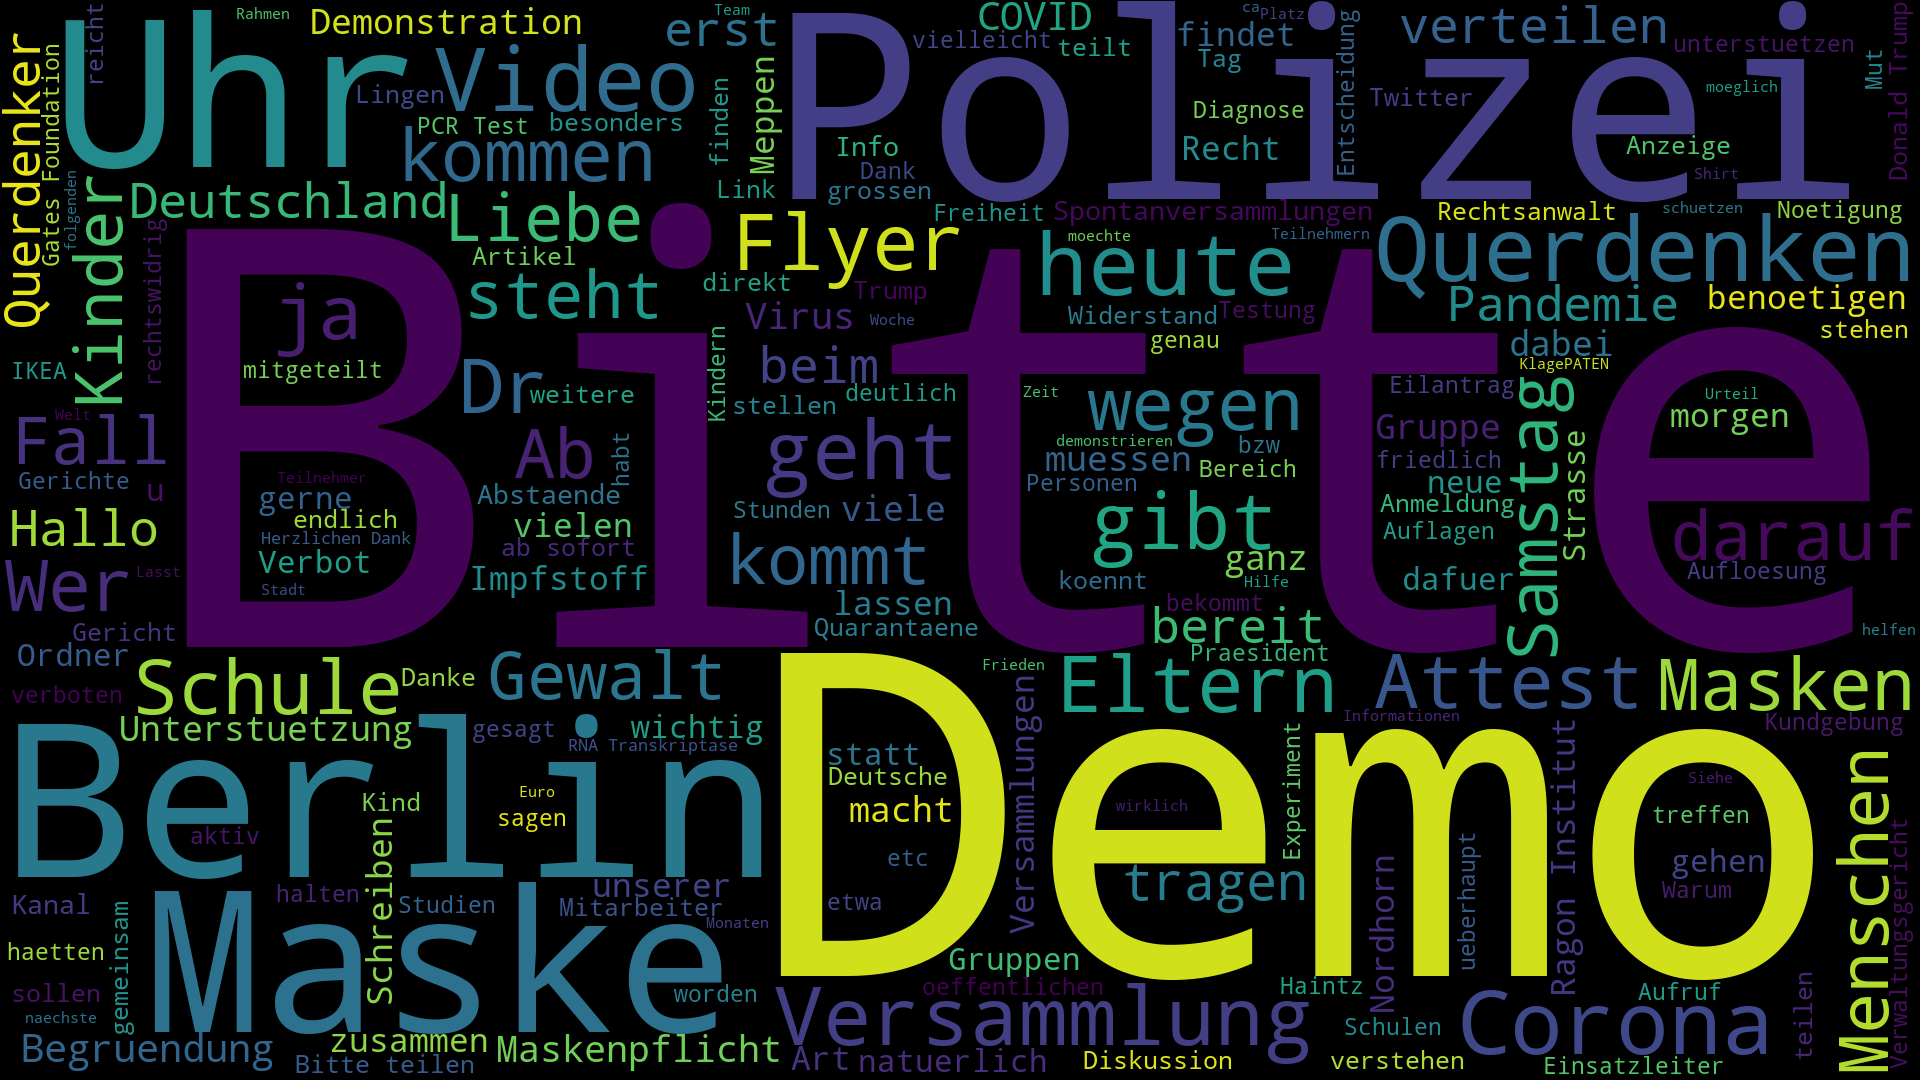 Rahmen
reicht
Demonstration
Team
erst
COVID
ca
Platz
verteilen
Donald Trump
Uhr
Polizei
vielleicht
teilt
findet
Tag
Entscheidung
unterstuetzen
Mut
Querdenker
Gates Foundation
Video
Lingen
finden
Meppen
Diagnose
Twitter
moeglich
PCR Test
besonders
kommen
Info
Dank
grossen
Recht
Anzeige
Shirt
folgenden
Kinder
Deutschland
Liebe
Link
Freiheit
Spontanversammlungen
Rechtsanwalt
schuetzen
Noetigung
rechtswidrig
Artikel
Flyer
moechte
Teilnehmern
heute
Querdenken
Bitte
ja
steht
direkt
Trump
Virus
Woche
Widerstand
Testung
Pandemie
benoetigen
stehen
genau
dabei
IKEA
mitgeteilt
Dr
weitere
Kindern
beim
stellen
deutlich
Zeit
wegen
KlagePATEN
Eilantrag
Samstag
Urteil
morgen
Welt
Fall
Gerichte
u
Ab
habt
geht
demonstrieren
muessen
bzw
Bereich
Personen
Gruppe
friedlich
neue
Strasse
Teilnehmer
gerne
endlich
Herzlichen Dank
Verbot
Stadt
Abstaende
vielen
ab sofort
Impfstoff
Stunden
viele
kommt
gibt
ganz
Hilfe
koennt
Anmeldung
Auflagen
dafuer
darauf
Aufloesung
Hallo
Wer
Lasst
Gericht
Ordner
lassen
Quarantaene
bekommt
bereit
Praesident
helfen
verboten
Schule
Danke
Gewalt
Frieden
Versammlungen
Eltern
Attest
Masken
Unterstuetzung
gesagt
wichtig
RNA Transkriptase
Informationen
Kundgebung
Berlin
Demo
statt
Deutsche
macht
wirklich
Experiment
Ragon Institut
Siehe
treffen
Menschen
aktiv
Kind
Euro
sagen
etc
etwa
tragen
Nordhorn
ueberhaupt
gehen
Warum
Verwaltungsgericht
Kanal
halten
Schreiben
Studien
unserer
Mitarbeiter
Monaten
Maske
haetten
gemeinsam
sollen
naechste
worden
Gruppen
oeffentlichen
Haintz
Aufruf
teilen
Versammlung
Schulen
Corona
Begruendung
zusammen
Bitte teilen
Maskenpflicht
Art
natuerlich
Diskussion
verstehen
Einsatzleiter